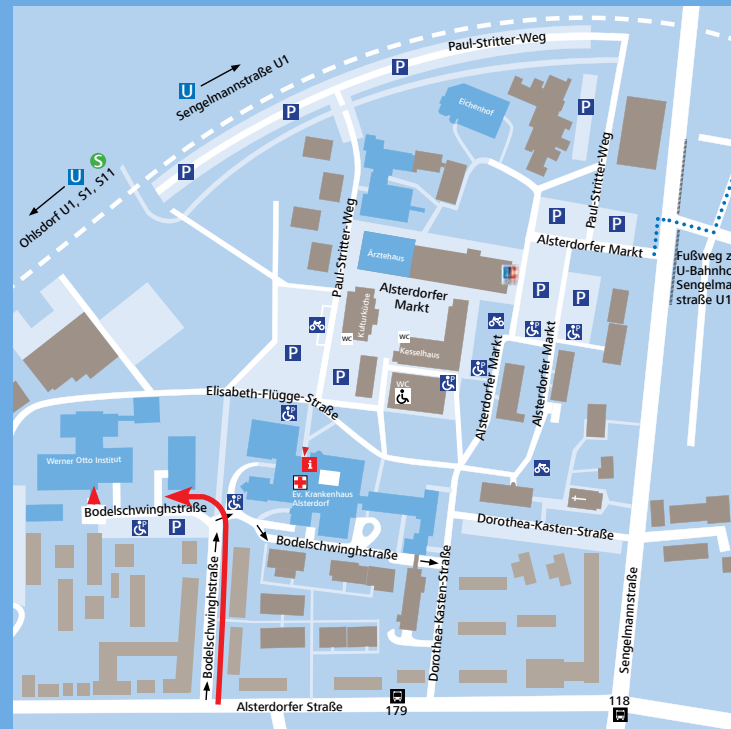 Paul-Stritter-Weg
U
Sengelmannstraße U1
P
P
P
P
Eichenhof
S
U
Ohlsdorf U1, S1, S11
Paul-Stritter-Weg
Paul-Stritter-Weg
P
P
Alsterdorfer Markt
Ärztehaus
Fußweg z
U-Bahnho
Sengelma
straße U1
Alsterdorfer
Markt
P
P
Kulturküche
WC
WC
Kesselhaus
P
P
P
P
P
P
WC
Alsterdorfer Markt
Alsterdorfer Markt
Elisabeth-Flügge-Straße
P
Werner Otto Institut
i
Ev. Krankenhaus
Alsterdorf
P
Bodelschwinghstraße
P
P
Bodelschwinghstraße
Dorothea-Kasten-Straße
Bodelschwinghstraße
Dorothea-Kasten-Straße
Sengelmannstraße
Alsterdorfer Straße
179
118